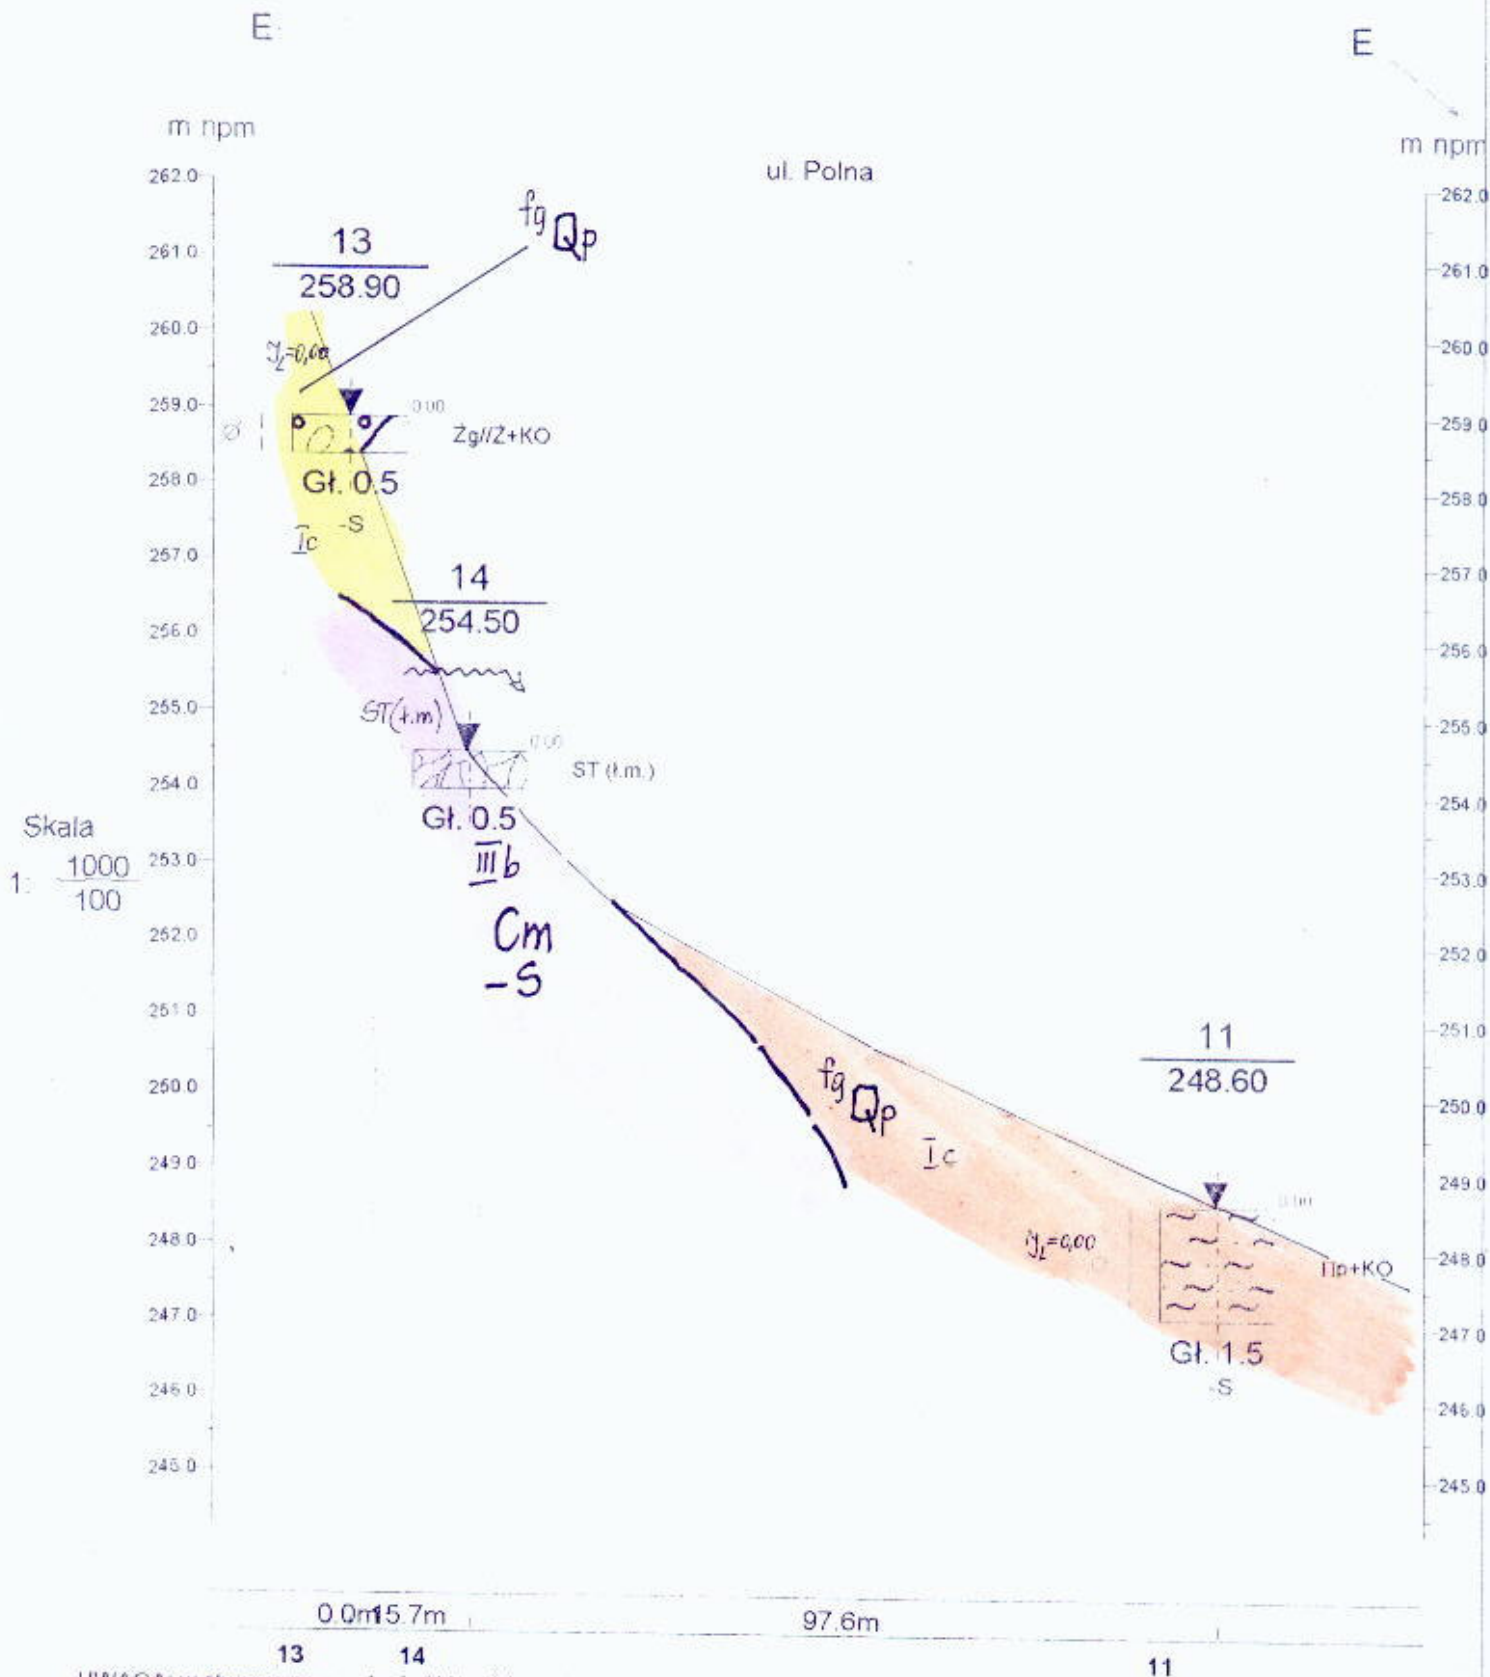 E
E
m npm
m npm
ul. Polna
262.0
261.0
260.0
259.0
258.0
257.0
256.0
255.0
254.0
253.0
252.0
251.0
250.0
249.0
248.0
247.0
246.0
245.0
262.0
261.0
260.0
259.0
258.0
257.0
256.0
255.0
254.0
253.0
252.0
251.0
250.0
249.0
248.0
247.0
246.0
245.0
fg Qp
13
258.90
IL=0,00
0.00
Żg//Ż+KO
Gł. 0.5
-S
Ic
14
254.50
ST(ł.m)
0.00
ST (ł.m.)
Gł. 0.5
IIIb
Cm
-S
Skala
1: 1000
100
fg Qp
Ic
IL=0,00
11
248.60
0.00
Πp+KO
Gł. 1.5
-S
0.0m
15.7m
97.6m
13
14
11